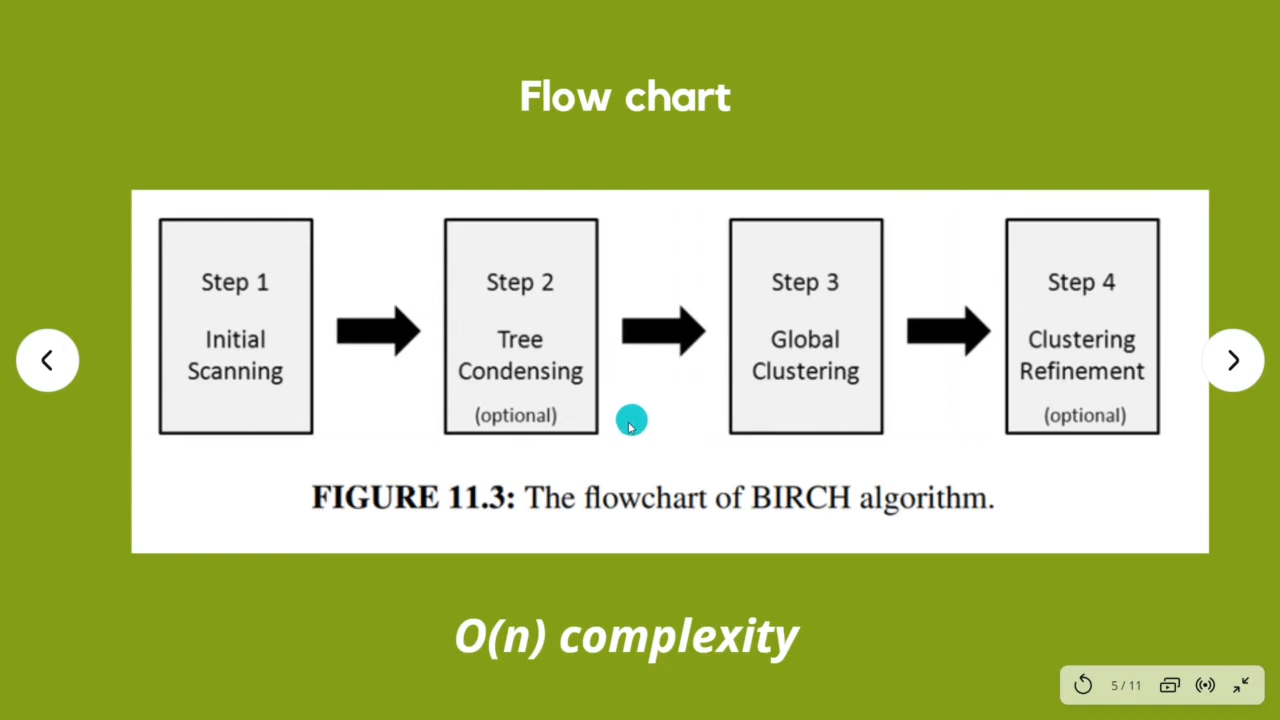 Flow chart
Step 1
Initial
Scanning
Step 2
Tree
Condensing
(optional)
Step 3
Global
Clustering
Step 4
Clustering
Refinement
(optional)
FIGURE 11.3: The flowchart of BIRCH algorithm.
O(n) complexity
5 / 11